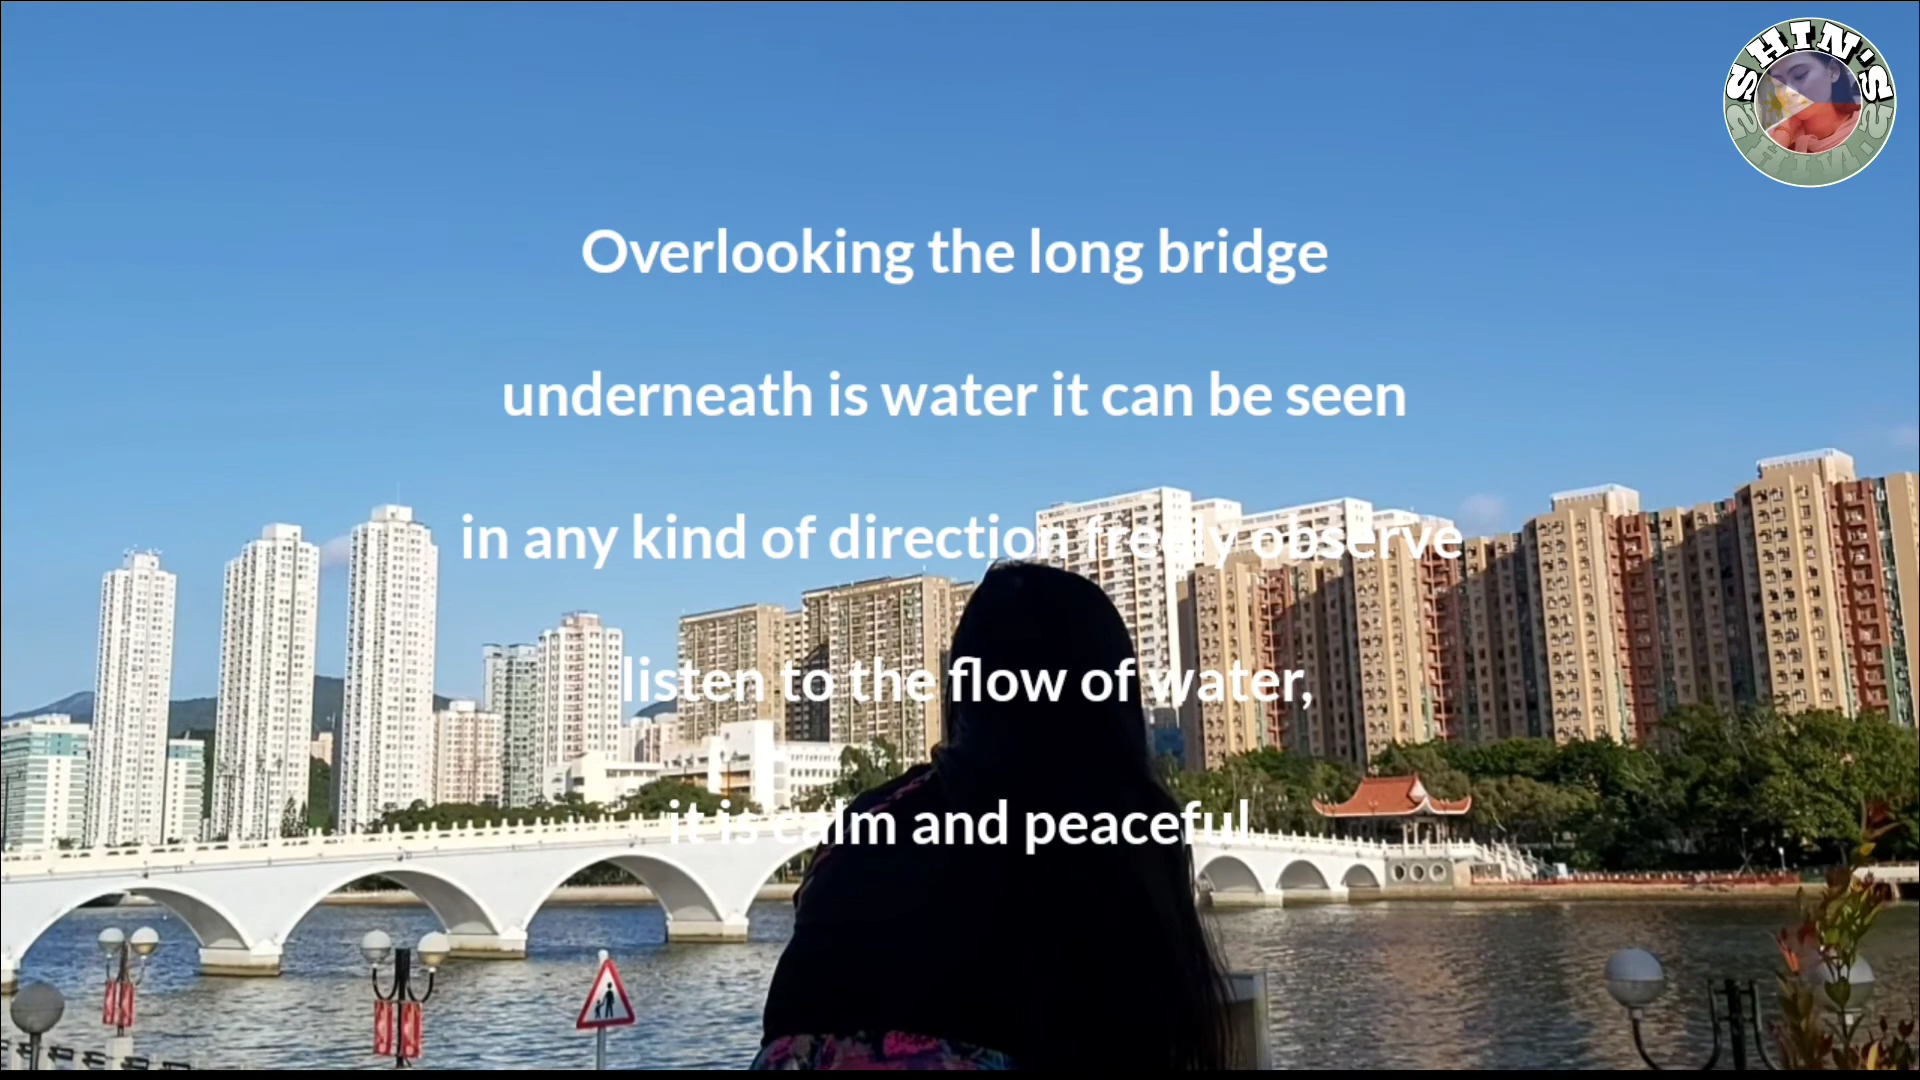 SHIN'S
Overlooking the long bridge
underneath is water it can be seen
in any kind of direction freely observe
listen to the flow of water,
it is calm and peaceful.